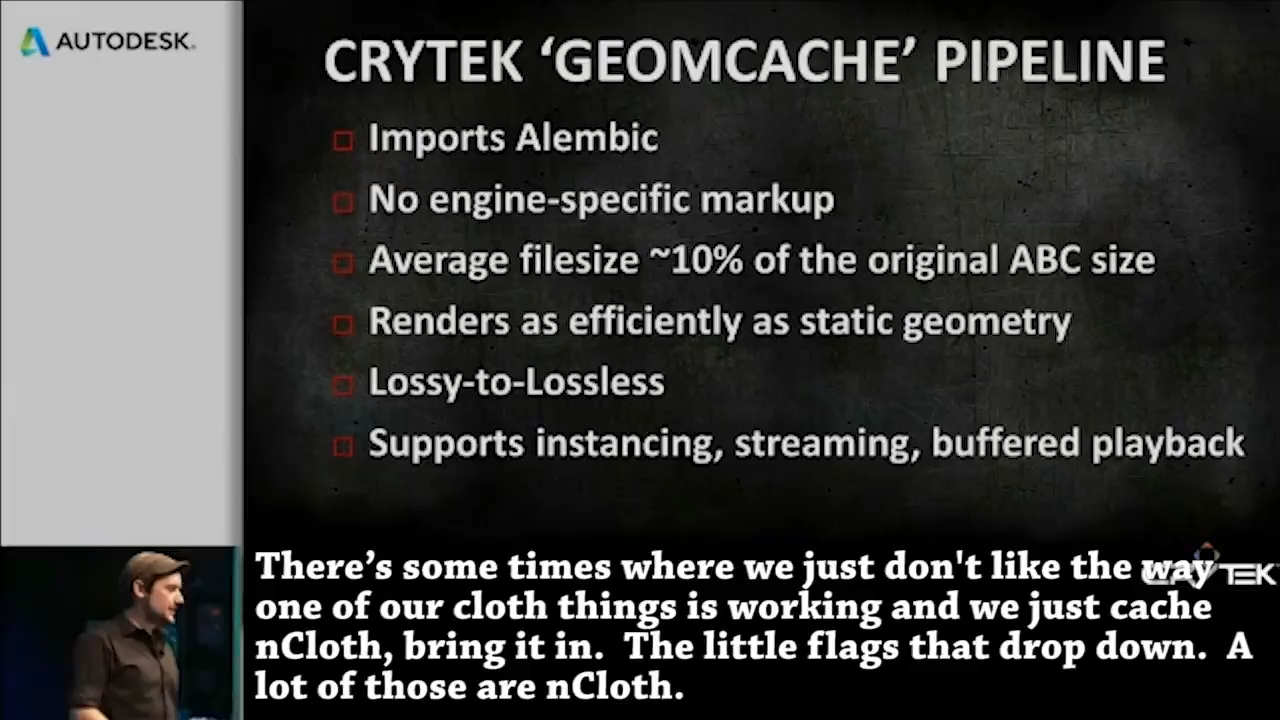 AUTODESK.
CRYTEK ‘GEOMCACHE’ PIPELINE
Imports Alembic
No engine-specific markup
Average filesize ~10% of the original ABC size
Renders as efficiently as static geometry
Lossy-to-Lossless
Supports instancing, streaming, buffered playback
There’s some times where we just don't like the way
one of our cloth things is working and we just cache
nCloth, bring it in. The little flags that drop down. A
lot of those are nCloth.
CRYTEK